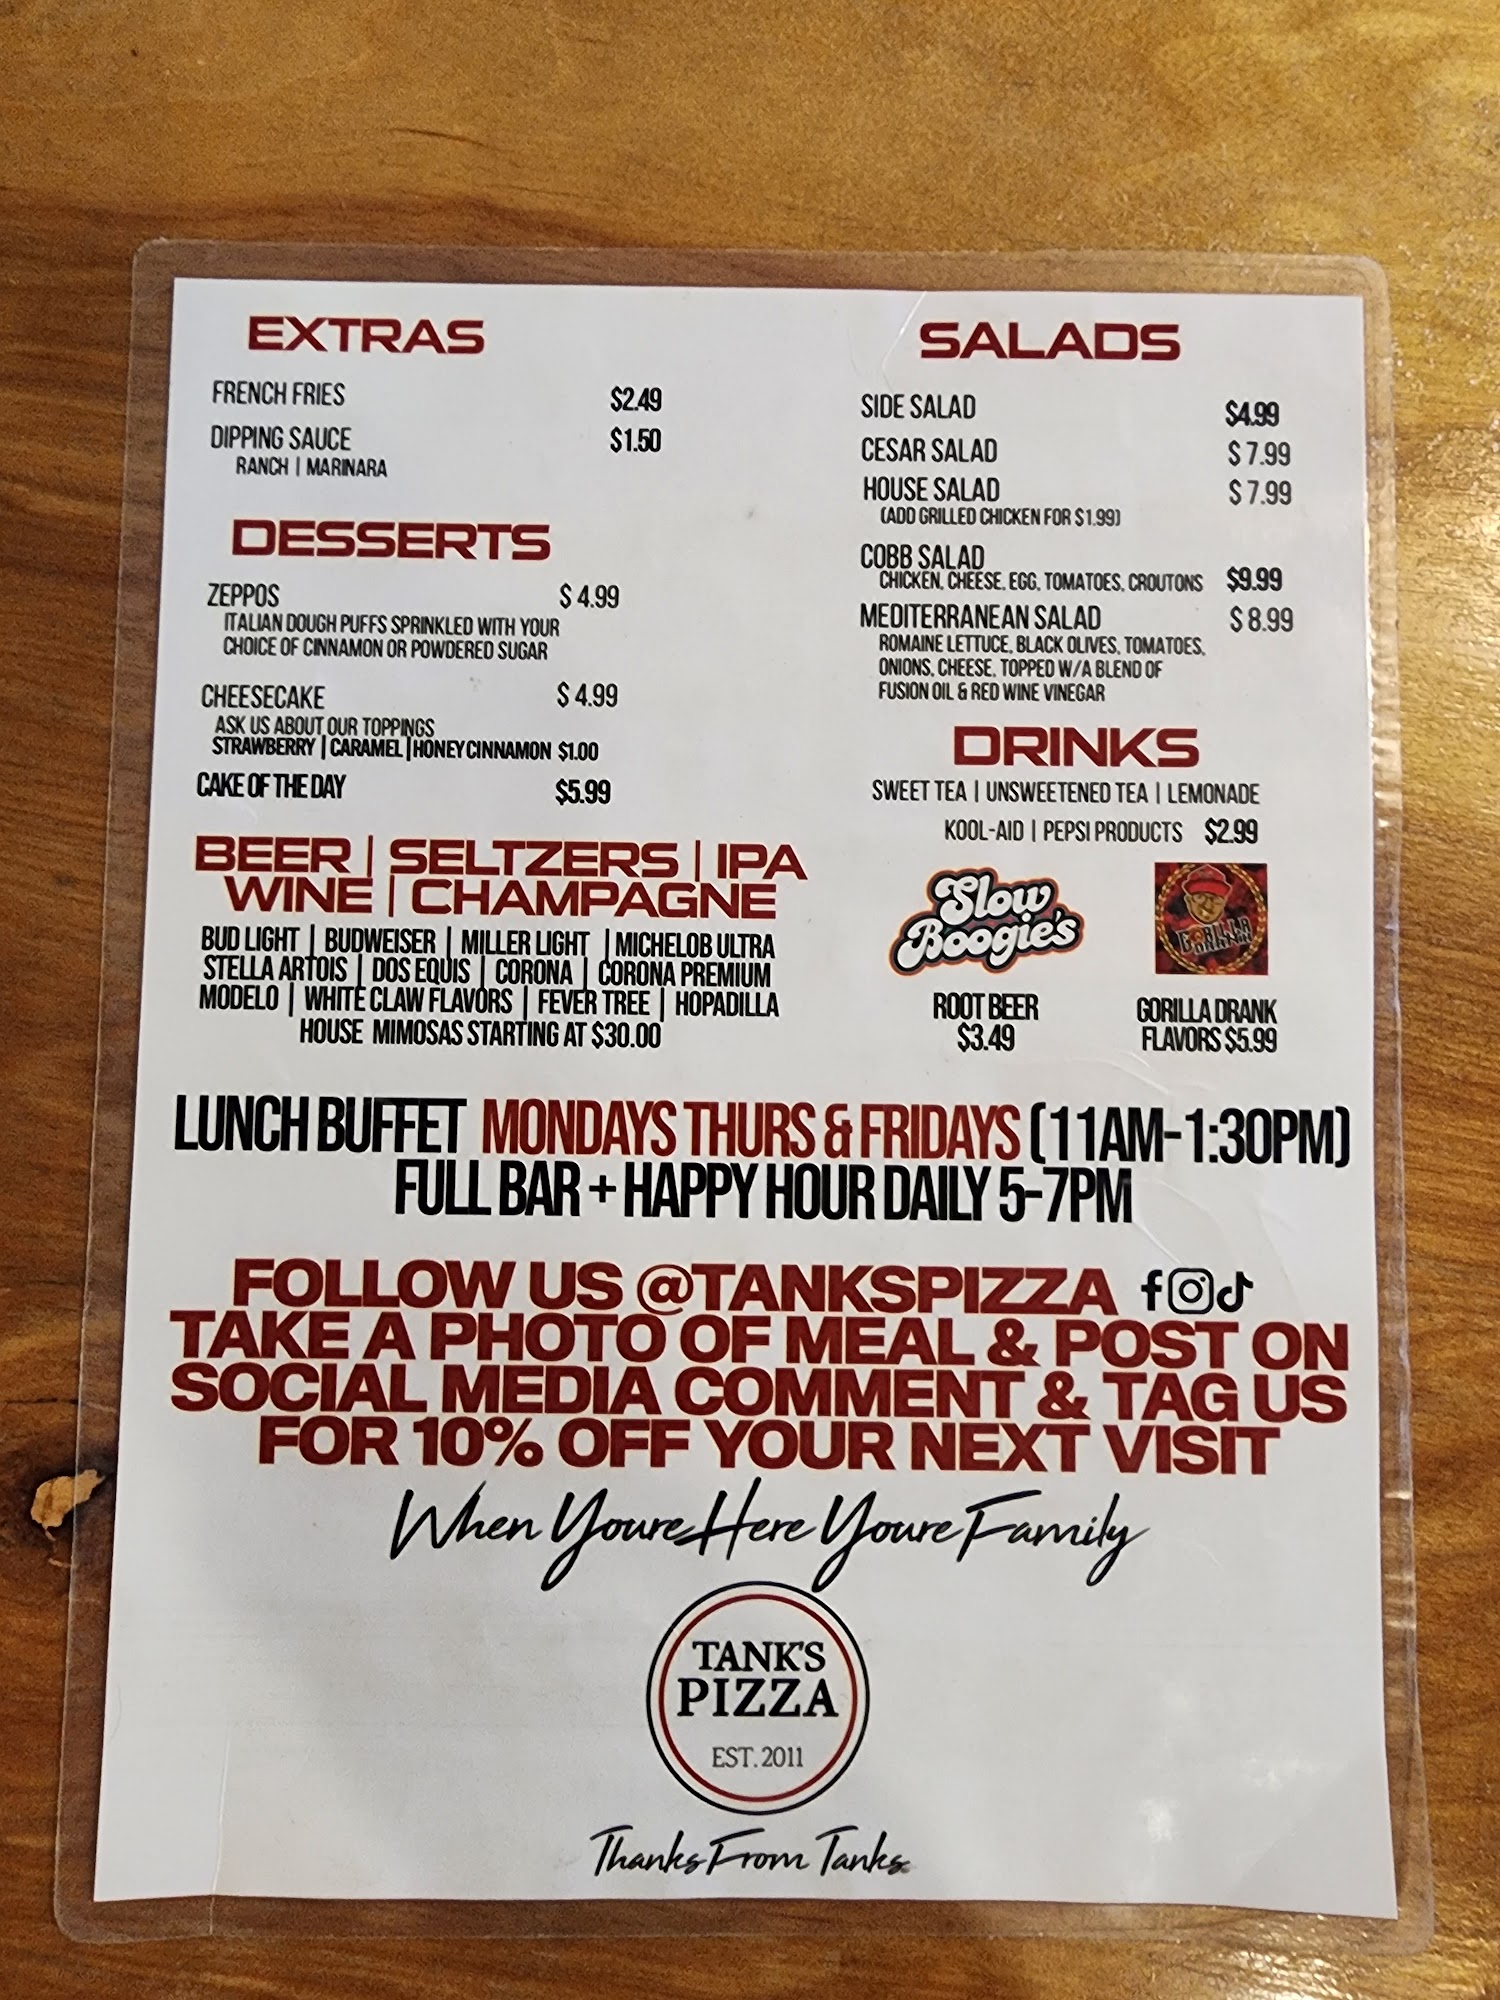 EXTRAS
FRENCH FRIES $2.49
DIPPING SAUCE $1.50
RANCH | MARINARA
DESSERTS
ZEPPOS $ 4.99
ITALIAN DOUGH PUFFS SPRINKLED WITH YOUR
CHOICE OF CINNAMON OR POWDERED SUGAR
CHEESECAKE $ 4.99
ASK US ABOUT OUR TOPPINGS
STRAWBERRY | CARAMEL | HONEY CINNAMON $1.00
CAKE OF THE DAY $5.99
BEER | SELTZERS | IPA
WINE | CHAMPAGNE
BUD LIGHT | BUDWEISER | MILLER LIGHT | MICHELOB ULTRA
STELLA ARTOIS | DOS EQUIS | CORONA | CORONA PREMIUM
MODELO | WHITE CLAW FLAVORS | FEVER TREE | HOPADILLA
HOUSE MIMOSAS STARTING AT $30.00
SALADS
SIDE SALAD $4.99
CESAR SALAD $ 7.99
HOUSE SALAD $ 7.99
(ADD GRILLED CHICKEN FOR $1.99)
COBB SALAD
CHICKEN, CHEESE, EGG, TOMATOES, CROUTONS $9.99
MEDITERRANEAN SALAD $ 8.99
ROMAINE LETTUCE, BLACK OLIVES, TOMATOES,
ONIONS, CHEESE, TOPPED W/A BLEND OF
FUSION OIL & RED WINE VINEGAR
DRINKS
SWEET TEA | UNSWEETENED TEA | LEMONADE
KOOL-AID | PEPSI PRODUCTS $2.99
Slow
Boogie's
ROOT BEER
$3.49
GORILLA
DRANK
GORILLA DRANK
FLAVORS $5.99
LUNCH BUFFET MONDAYS THURS & FRIDAYS (11AM-1:30PM)
FULL BAR + HAPPY HOUR DAILY 5-7PM
FOLLOW US @TANKSPIZZA
TAKE A PHOTO OF MEAL & POST ON
SOCIAL MEDIA COMMENT & TAG US
FOR 10% OFF YOUR NEXT VISIT
When Youre Here Youre Family
TANK'S
PIZZA
EST. 2011
Thanks From Tanks.